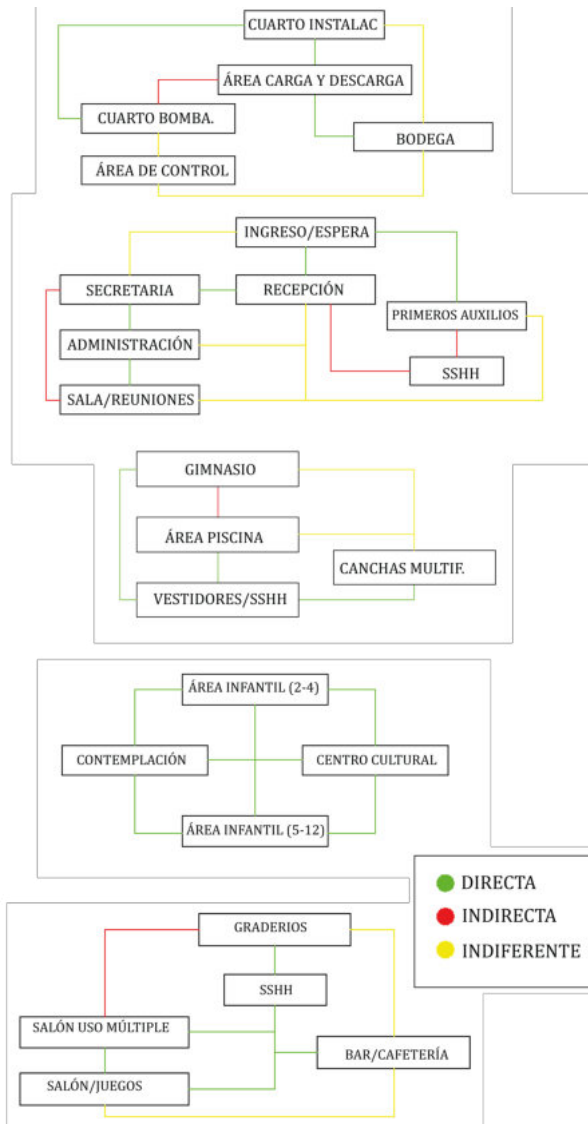 CUARTO INSTALAC
ÁREA CARGA Y DESCARGA
CUARTO BOMBA.
BODEGA
ÁREA DE CONTROL
INGRESO/ESPERA
SECRETARIA
RECEPCIÓN
PRIMEROS AUXILIOS
ADMINISTRACIÓN
SSHH
SALA/REUNIONES
GIMNASIO
ÁREA PISCINA
CANCHAS MULTIF.
VESTIDORES/SSHH
ÁREA INFANTIL (2-4)
CONTEMPLACIÓN
CENTRO CULTURAL
ÁREA INFANTIL (5-12)
DIRECTA
INDIRECTA
INDIFERENTE
GRADERIOS
SSHH
SALÓN USO MÚLTIPLE
BAR/CAFETERÍA
SALÓN/JUEGOS